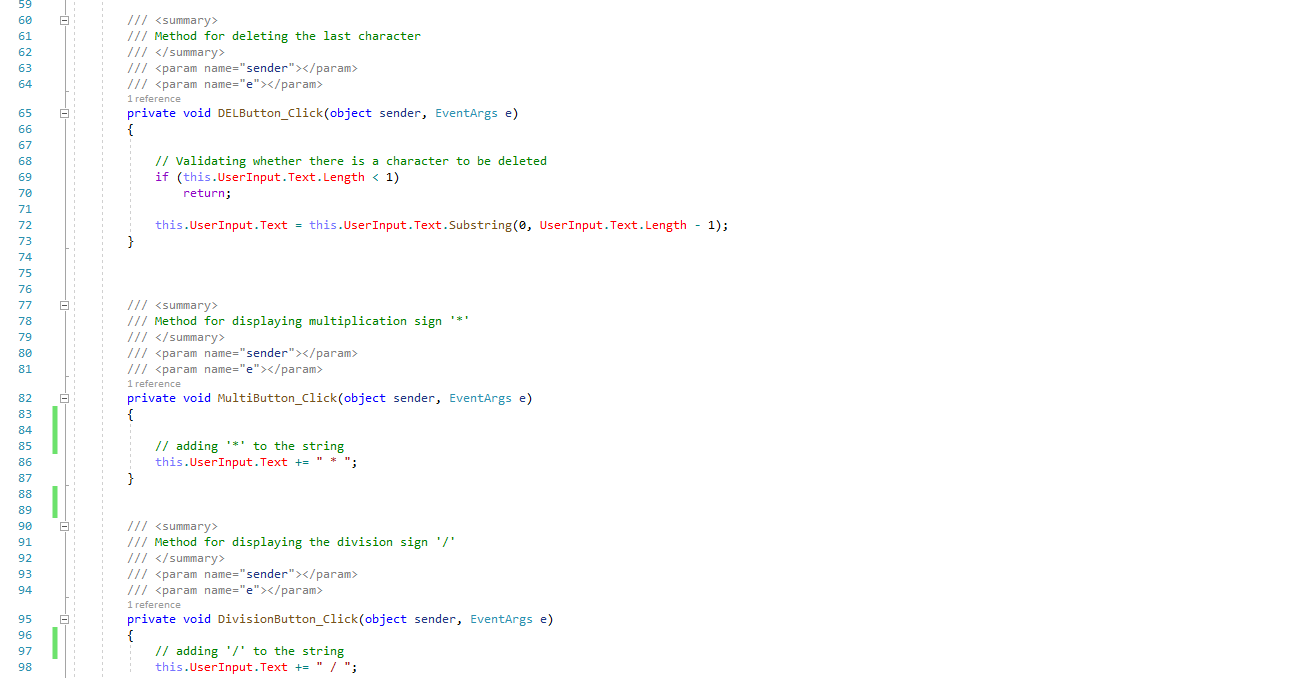 59
60 /// <summary>
61 /// Method for deleting the last character
62 /// </summary>
63 /// <param name="sender"></param>
64 /// <param name="e"></param>
1 reference
65 private void DELButton_Click(object sender, EventArgs e)
66 {
67
68 // Validating whether there is a character to be deleted
69 if (this.UserInput.Text.Length < 1)
70 return;
71
72 this.UserInput.Text = this.UserInput.Text.Substring(0, UserInput.Text.Length - 1);
73 }
74
75
76
77 /// <summary>
78 /// Method for displaying multiplication sign '*'
79 /// </summary>
80 /// <param name="sender"></param>
81 /// <param name="e"></param>
1 reference
82 private void MultiButton_Click(object sender, EventArgs e)
83 {
84
85 // adding '*' to the string
86 this.UserInput.Text += " * ";
87 }
88
89
90 /// <summary>
91 /// Method for displaying the division sign '/'
92 /// </summary>
93 /// <param name="sender"></param>
94 /// <param name="e"></param>
1 reference
95 private void DivisionButton_Click(object sender, EventArgs e)
96 {
97 // adding '/' to the string
98 this.UserInput.Text += " / ";